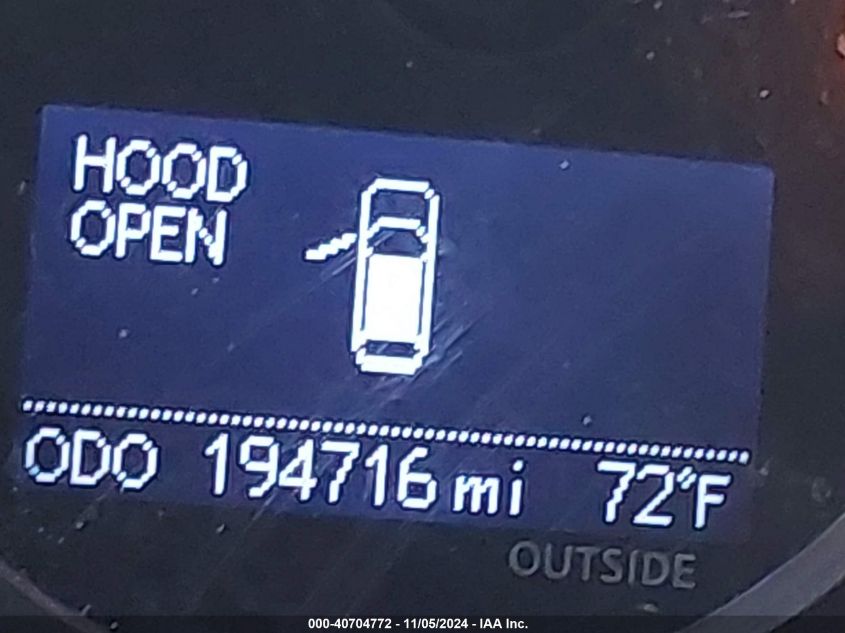 HOOD
OPEN
ODO 194716 mi 72°F
OUTSIDE
000-40704772 - 11/05/2024 - IAA Inc.